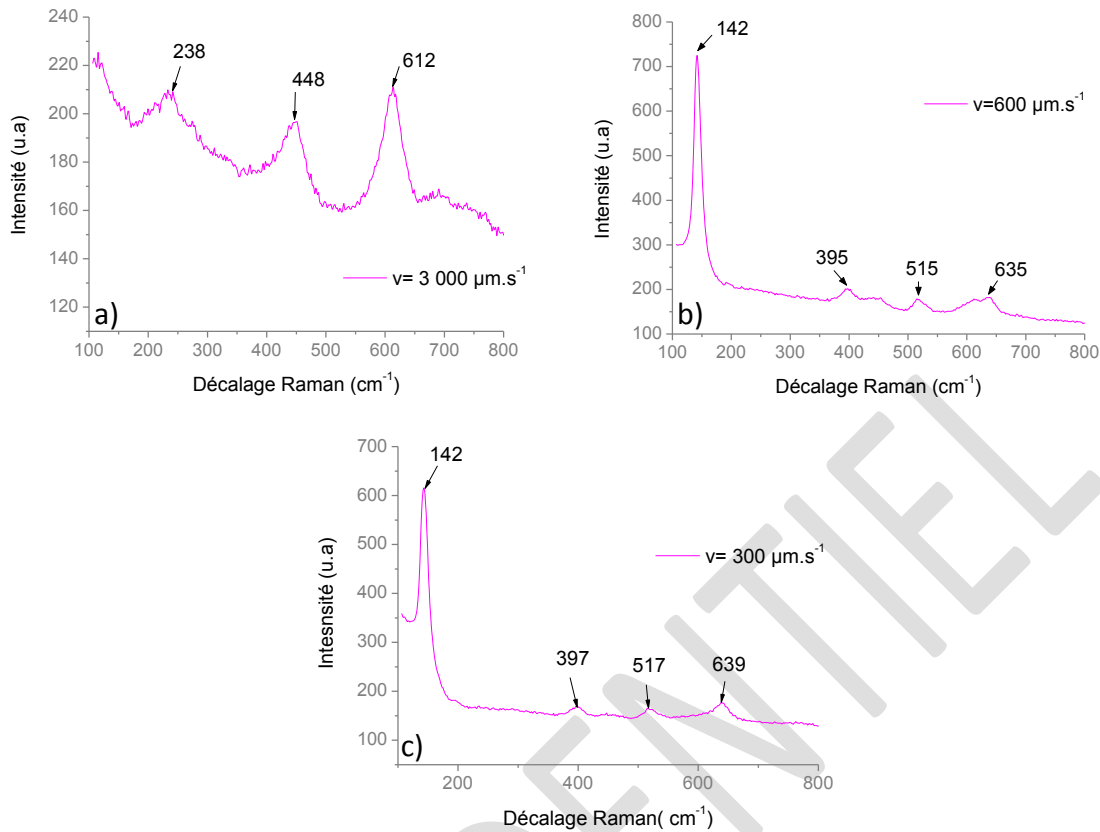 240
220
200
180
160
140
120
100 200 300 400 500 600 700 800
Intensité (u.a)
Décalage Raman (cm-1)
238
448
612
v= 3 000 µm.s-1
a)
800
700
600
500
400
300
200
100
100 200 300 400 500 600 700 800
Intensité (u.a)
Décalage Raman (cm-1)
142
395
515
635
v=600 µm.s-1
b)
700
600
500
400
300
200
100
200 400 600 800
Intesnsité (u.a)
Décalage Raman( cm-1)
142
397
517
639
v= 300 µm.s-1
c)
ENTIEL